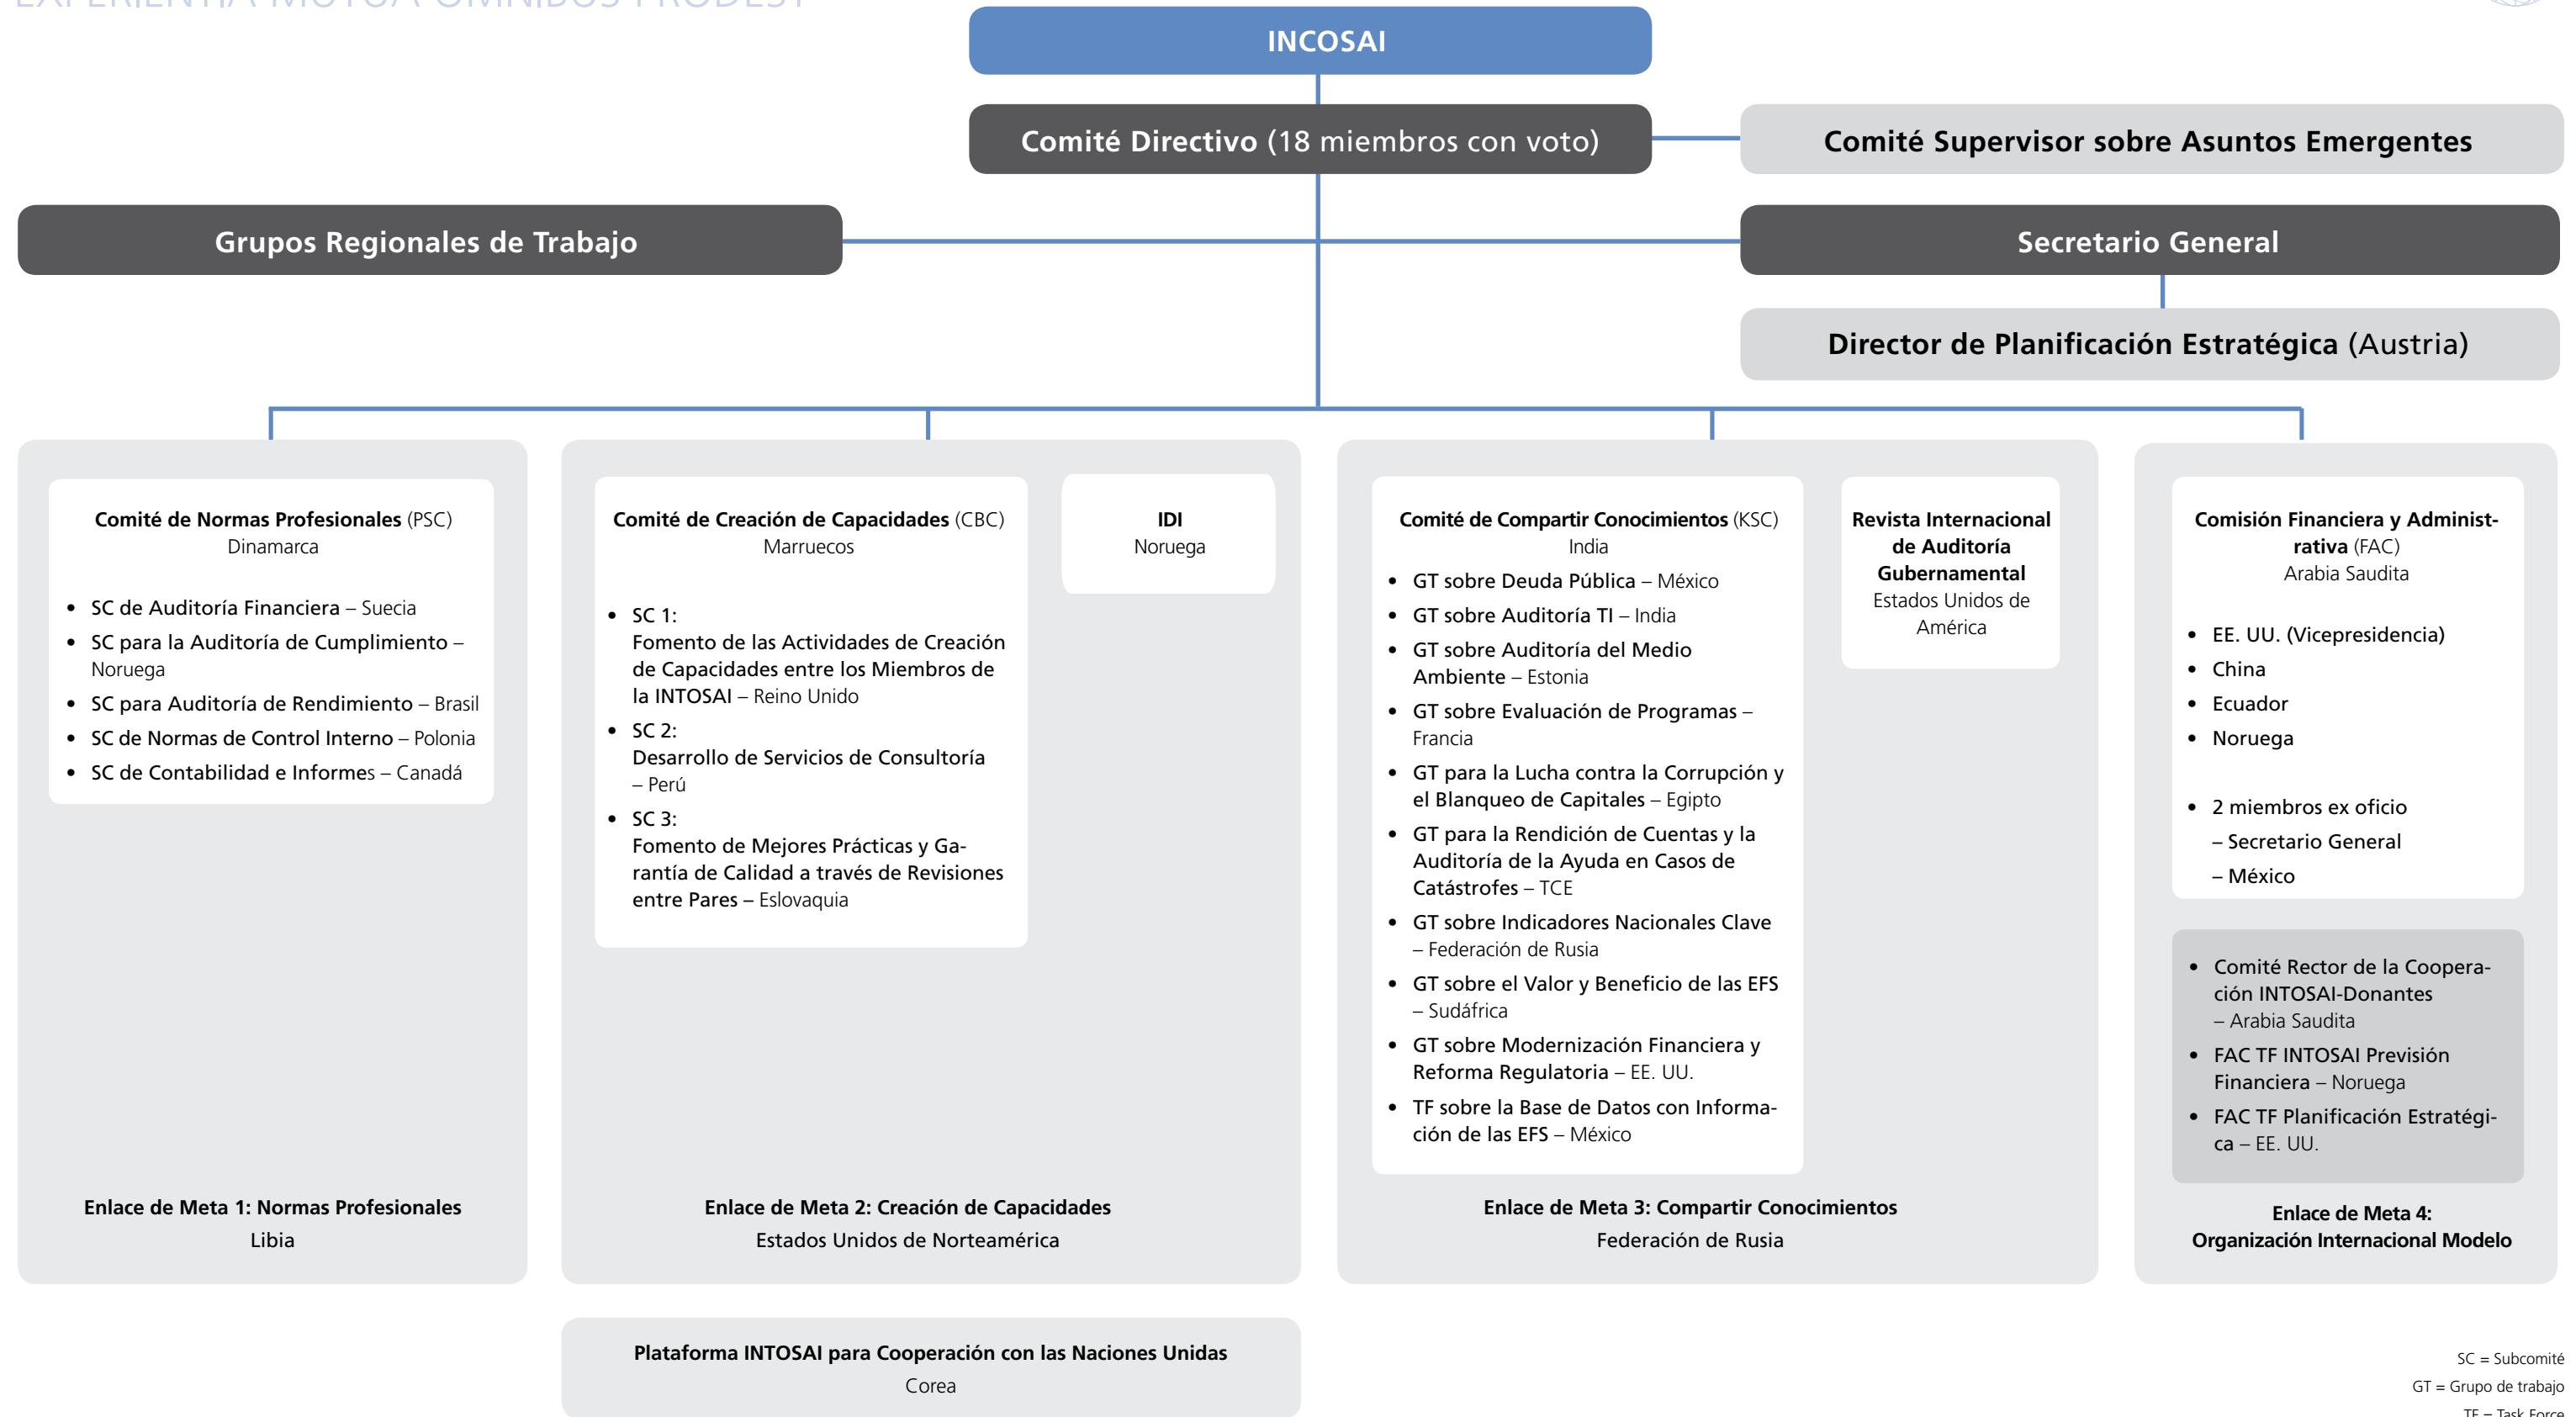 EXPERIENTIA MUTUA OMNIBUS PRODEST
INCOSAI
Comité Directivo (18 miembros con voto)
Comité Supervisor sobre Asuntos Emergentes
Grupos Regionales de Trabajo
Secretario General
Director de Planificación Estratégica (Austria)
Comité de Normas Profesionales (PSC)
Dinamarca
• SC de Auditoría Financiera – Suecia
• SC para la Auditoría de Cumplimiento –
Noruega
• SC para Auditoría de Rendimiento – Brasil
• SC de Normas de Control Interno – Polonia
• SC de Contabilidad e Informes – Canadá
Enlace de Meta 1: Normas Profesionales
Libia
Comité de Creación de Capacidades (CBC)
Marruecos
• SC 1:
Fomento de las Actividades de Creación
de Capacidades entre los Miembros de
la INTOSAI – Reino Unido
• SC 2:
Desarrollo de Servicios de Consultoría
– Perú
• SC 3:
Fomento de Mejores Prácticas y Ga-
rantía de Calidad a través de Revisiones
entre Pares – Eslovaquia
IDI
Noruega
Enlace de Meta 2: Creación de Capacidades
Estados Unidos de Norteamérica
Comité de Compartir Conocimientos (KSC)
India
• GT sobre Deuda Pública – México
• GT sobre Auditoría TI – India
• GT sobre Auditoría del Medio
Ambiente – Estonia
• GT sobre Evaluación de Programas –
Francia
• GT para la Lucha contra la Corrupción y
el Blanqueo de Capitales – Egipto
• GT para la Rendición de Cuentas y la
Auditoría de la Ayuda en Casos de
Catástrofes – TCE
• GT sobre Indicadores Nacionales Clave
– Federación de Rusia
• GT sobre el Valor y Beneficio de las EFS
– Sudáfrica
• GT sobre Modernización Financiera y
Reforma Regulatoria – EE. UU.
• TF sobre la Base de Datos con Informa-
ción de las EFS – México
Revista Internacional
de Auditoría
Gubernamental
Estados Unidos de
América
Enlace de Meta 3: Compartir Conocimientos
Federación de Rusia
Comisión Financiera y Administ-
rativa (FAC)
Arabia Saudita
• EE. UU. (Vicepresidencia)
• China
• Ecuador
• Noruega
• 2 miembros ex oficio
– Secretario General
– México
• Comité Rector de la Coopera-
ción INTOSAI-Donantes
– Arabia Saudita
• FAC TF INTOSAI Previsión
Financiera – Noruega
• FAC TF Planificación Estratégi-
ca – EE. UU.
Enlace de Meta 4:
Organización Internacional Modelo
Plataforma INTOSAI para Cooperación con las Naciones Unidas
Corea
SC = Subcomité
GT = Grupo de trabajo
TF = Task Force